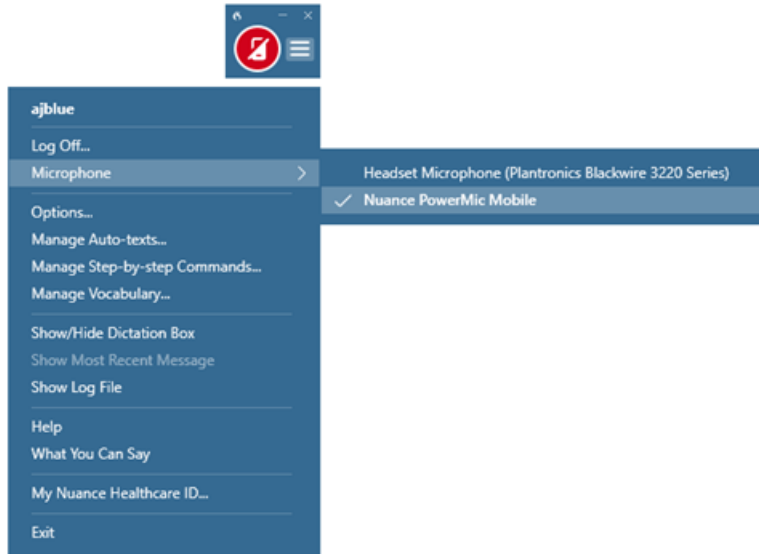 ajblue
Log Off...
Microphone
Headset Microphone (Plantronics Blackwire 3220 Series)
Nuance PowerMic Mobile
Options...
Manage Auto-texts...
Manage Step-by-step Commands...
Manage Vocabulary...
Show/Hide Dictation Box
Show Most Recent Message
Show Log File
Help
What You Can Say
My Nuance Healthcare ID...
Exit